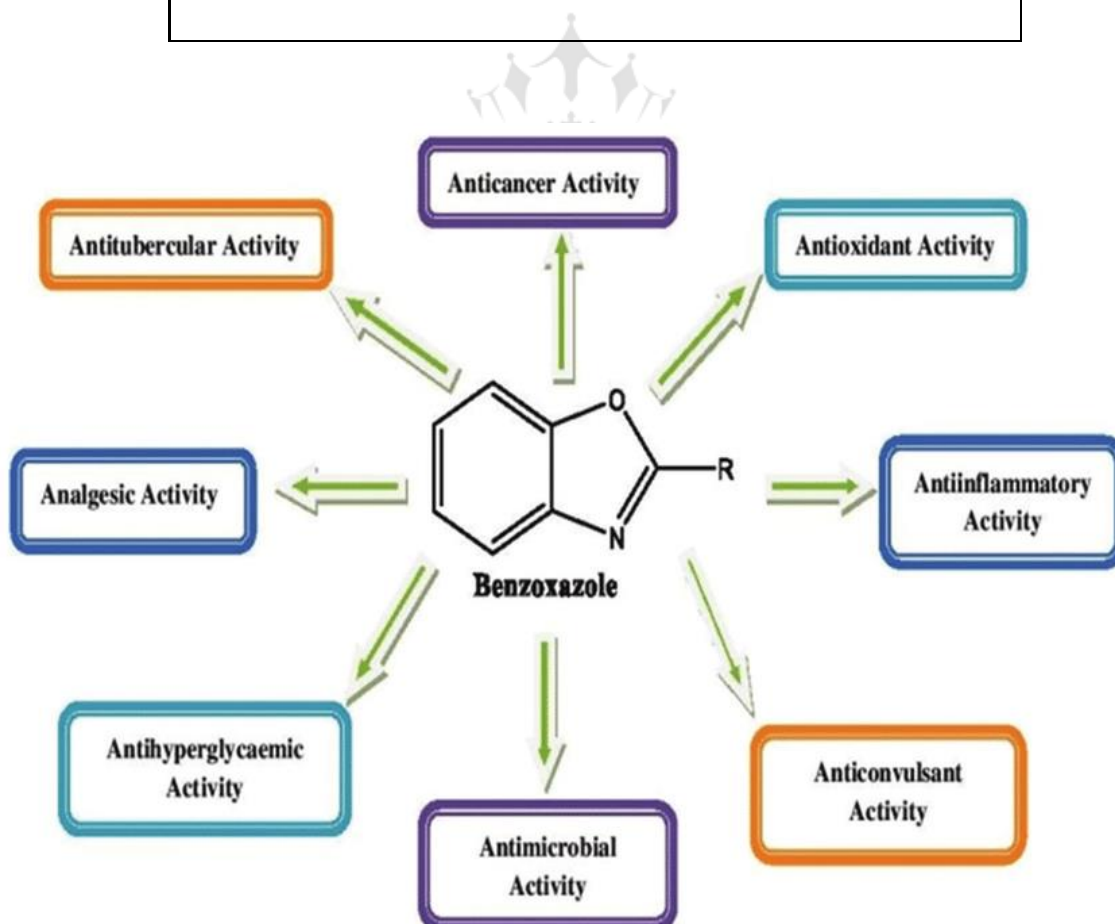 Anticancer Activity
Antitubercular Activity
Antioxidant Activity
O
R
N
Analgesic Activity
Antiinflammatory
Activity
Benzoxazole
Antihyperglycaemic
Activity
Anticonvulsant
Activity
Antimicrobial
Activity